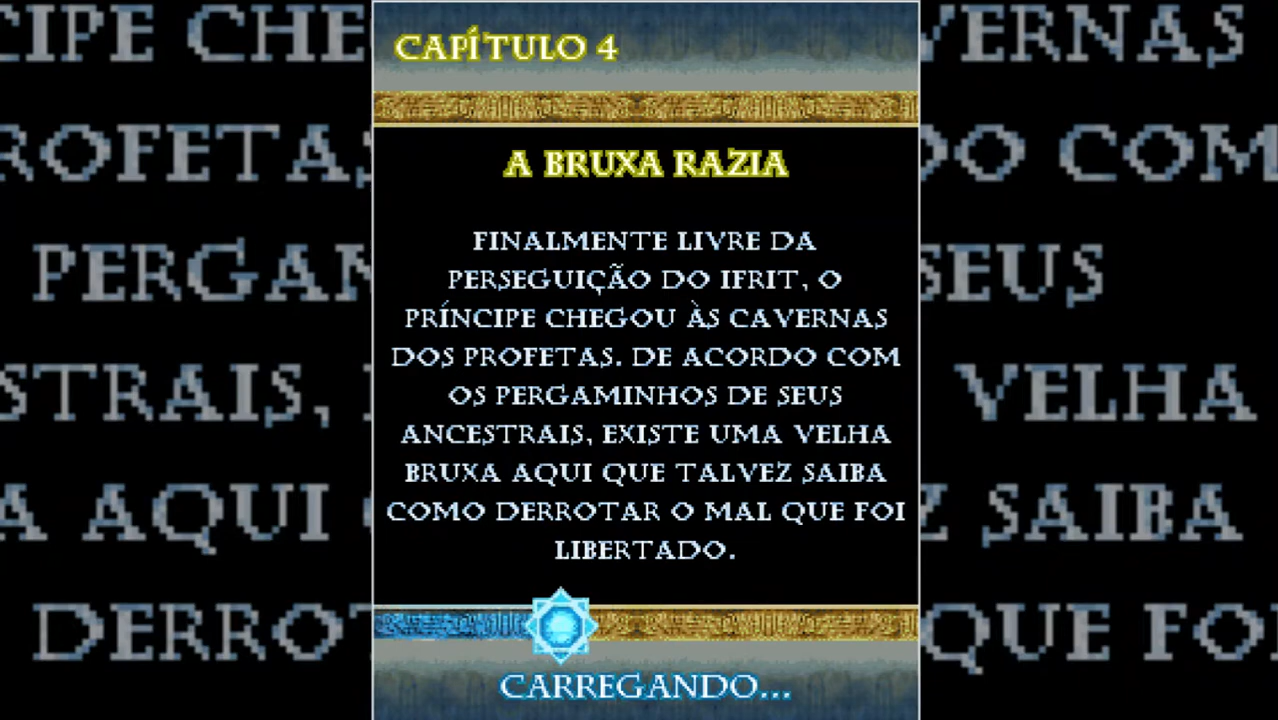 CAPÍTULO 4
A BRUXA RAZIA
FINALMENTE LIVRE DA
PERSEGUIÇÃO DO IFRIT, O
PRÍNCIPE CHEGOU ÀS CAVERNAS
DOS PROFETAS. DE ACORDO COM
OS PERGAMINHOS DE SEUS
ANCESTRAIS, EXISTE UMA VELHA
BRUXA AQUI QUE TALVEZ SAIBA
COMO DERROTAR O MAL QUE FOI
LIBERTADO.
CARREGANDO...